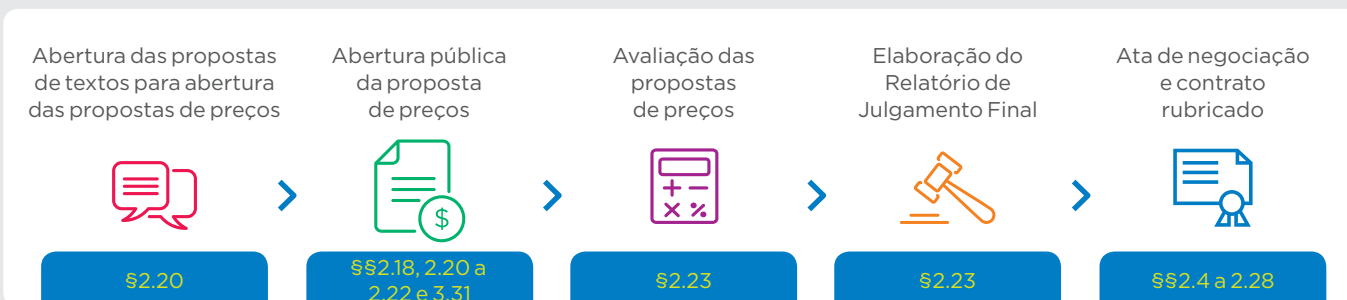 Abertura das propostas
de textos para abertura
das propostas de preços
Abertura pública
da proposta
de preços
Avaliação das
propostas
de preços
Elaboração do
Relatório de
Julgamento Final
Ata de negociação
e contrato
rubricado
$
§2.20
§§2.18, 2.20 a
2.22 e 3.31
§2.23
§2.23
§§2.4 a 2.28